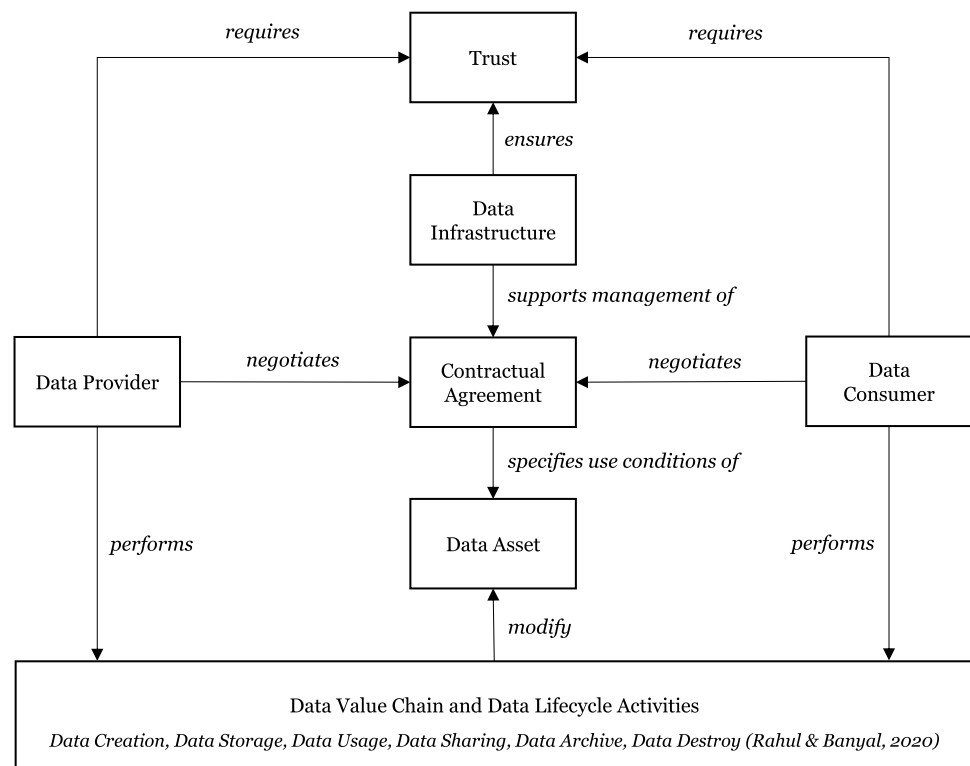 requires
Trust
requires
ensures
Data
Infrastructure
supports management of
Data Provider
negotiates
Contractual
Agreement
negotiates
Data
Consumer
specifies use conditions of
performs
Data Asset
performs
modify
Data Value Chain and Data Lifecycle Activities
Data Creation, Data Storage, Data Usage, Data Sharing, Data Archive, Data Destroy (Rahul & Banyal, 2020)